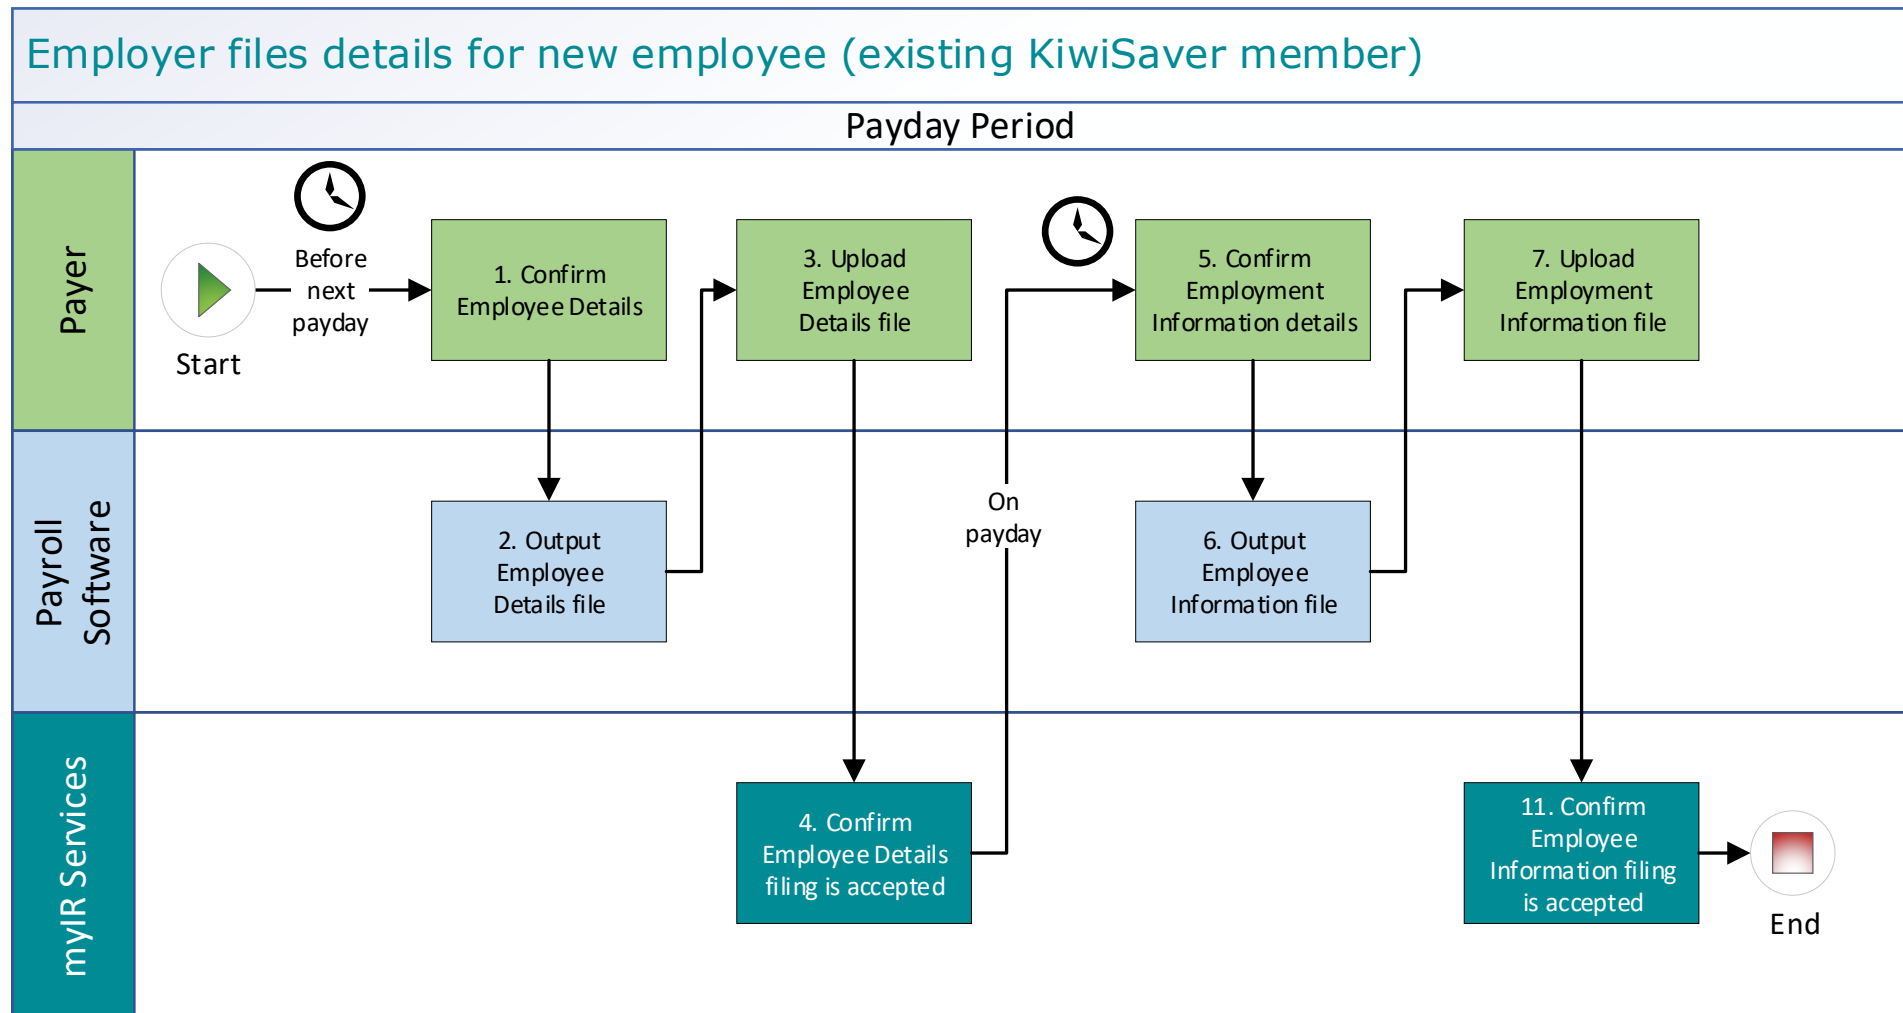 Employer files details for new employee (existing KiwiSaver member)
Payday Period
Payer
Start
Before
next
payday
1. Confirm
Employee Details
3. Upload
Employee
Details file
5. Confirm
Employment
Information details
7. Upload
Employment
Information file
Payroll
Software
2. Output
Employee
Details file
On
payday
6. Output
Employee
Information file
myIR Services
4. Confirm
Employee Details
filing is accepted
11. Confirm
Employee
Information filing
is accepted
End